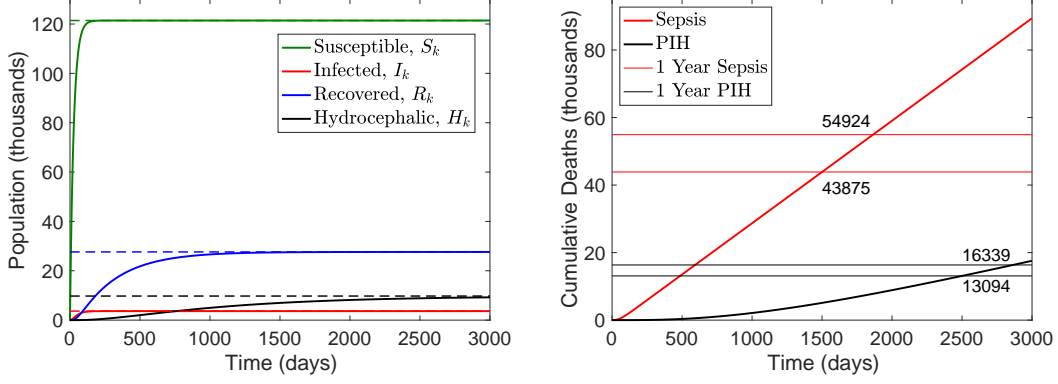 Population (thousands)
120
100
80
60
40
20
0
0 500 1000 1500 2000 2500 3000
Time (days)
Susceptible, S_k
Infected, I_k
Recovered, R_k
Hydrocephalic, H_k
Cumulative Deaths (thousands)
80
60
40
20
0
0 500 1000 1500 2000 2500 3000
Time (days)
Sepsis
PIH
1 Year Sepsis
1 Year PIH
54924
43875
16339
13094